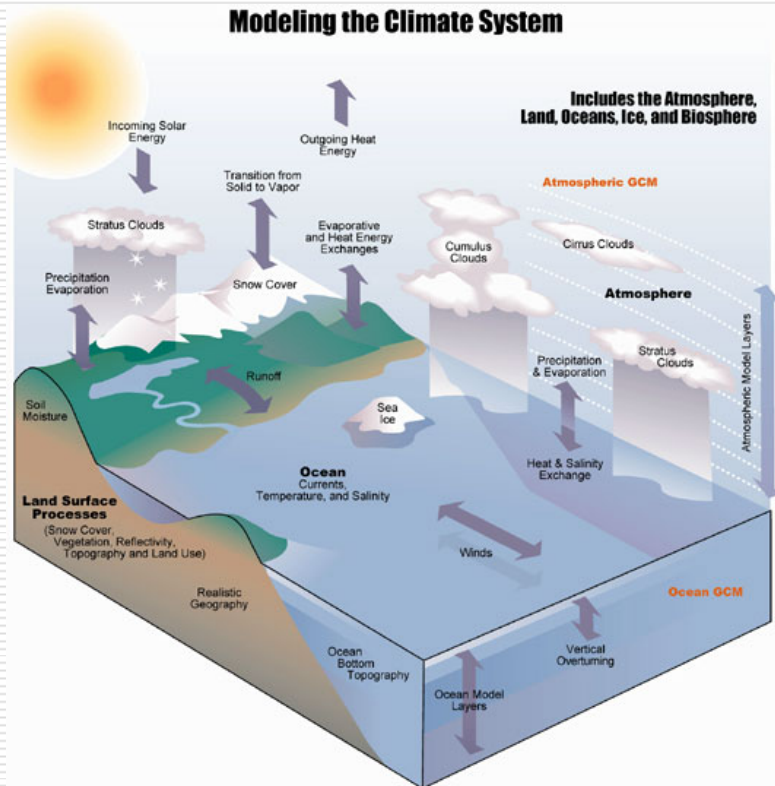 Modeling the Climate System
Includes the Atmosphere,
Land, Oceans, Ice, and Biosphere
Incoming Solar
Energy
Outgoing Heat
Energy
Transition from
Solid to Vapor
Atmospheric GCM
Stratus Clouds
Evaporative
and Heat Energy
Exchanges
Cumulus
Clouds
Cirrus Clouds
Precipitation
Evaporation
Snow Cover
Atmosphere
Atmospheric Model Layers
Stratus
Clouds
Precipitation
& Evaporation
Runoff
Soil
Moisture
Sea
Ice
Ocean
Currents,
Temperature, and Salinity
Heat & Salinity
Exchange
Land Surface
Processes
(Snow Cover,
Vegetation, Reflectivity,
Topography and Land Use)
Winds
Realistic
Geography
Ocean GCM
Ocean
Bottom
Topography
Vertical
Overturning
Ocean Model
Layers